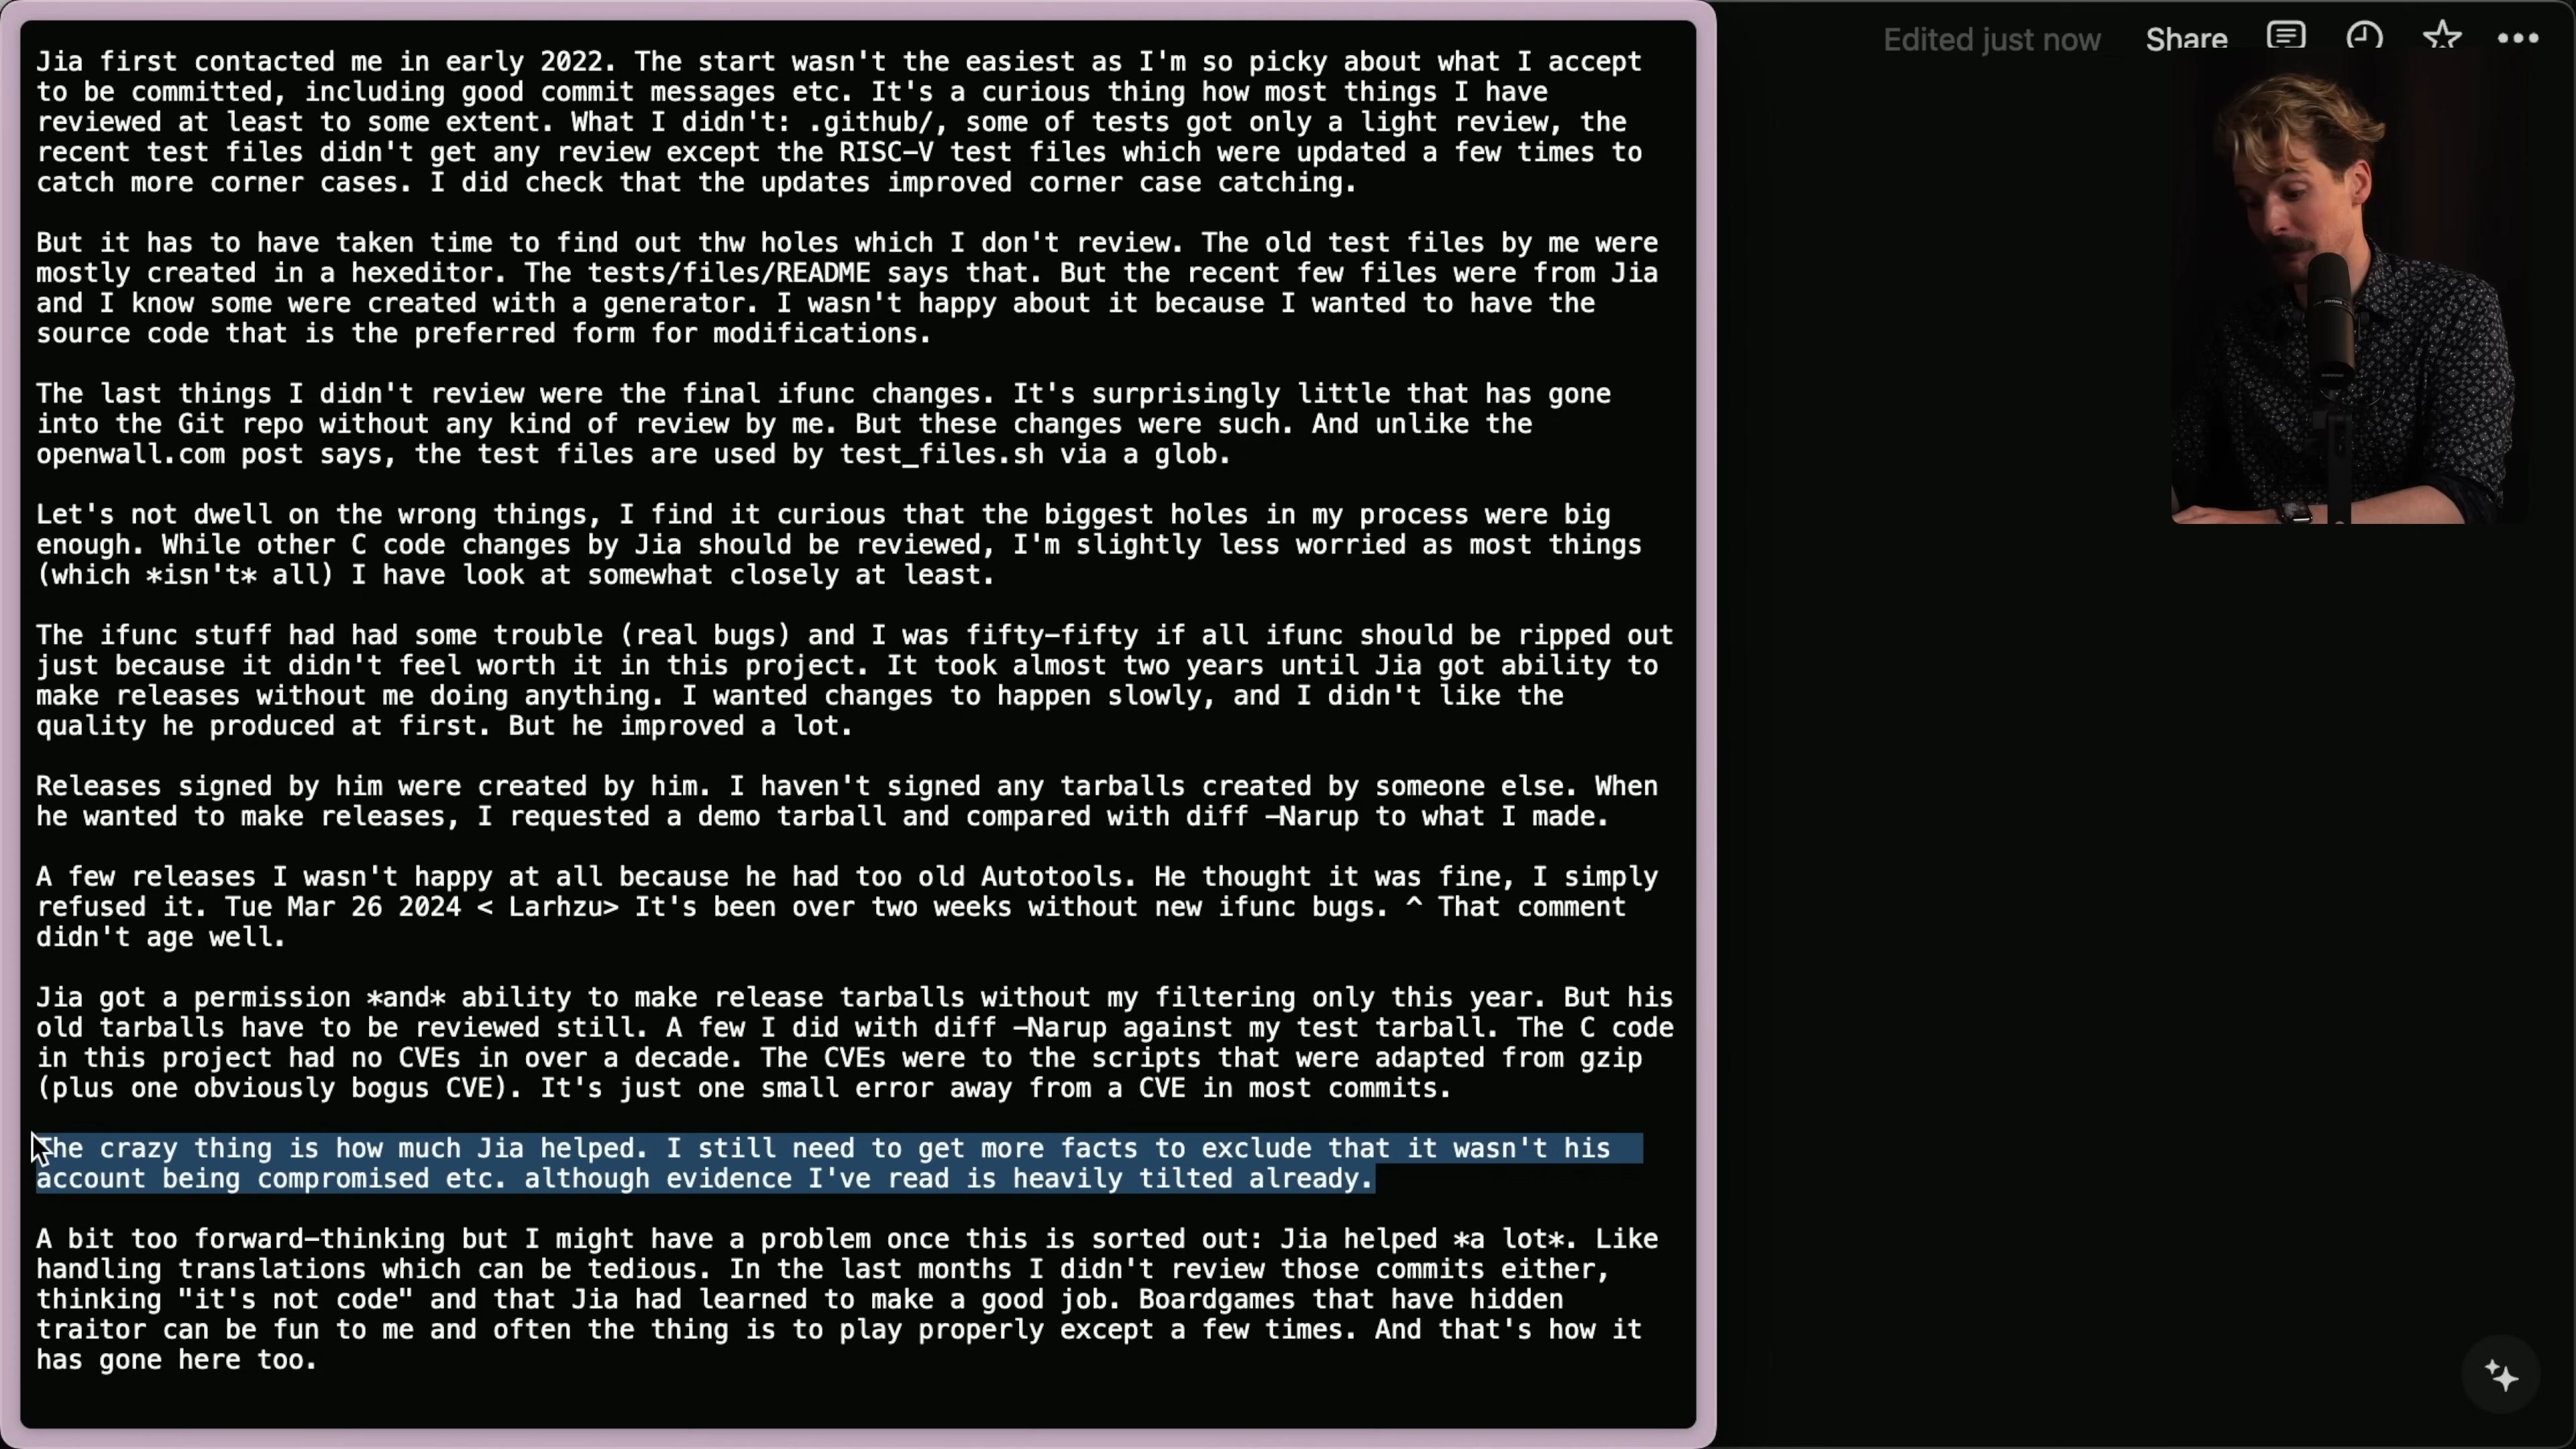 Edited just now Share
Jia first contacted me in early 2022. The start wasn't the easiest as I'm so picky about what I accept
to be committed, including good commit messages etc. It's a curious thing how most things I have
reviewed at least to some extent. What I didn't: .github/, some of tests got only a light review, the
recent test files didn't get any review except the RISC-V test files which were updated a few times to
catch more corner cases. I did check that the updates improved corner case catching.
But it has to have taken time to find out thw holes which I don't review. The old test files by me were
mostly created in a hexeditor. The tests/files/README says that. But the recent few files were from Jia
and I know some were created with a generator. I wasn't happy about it because I wanted to have the
source code that is the preferred form for modifications.
The last things I didn't review were the final ifunc changes. It's surprisingly little that has gone
into the Git repo without any kind of review by me. But these changes were such. And unlike the
openwall.com post says, the test files are used by test_files.sh via a glob.
Let's not dwell on the wrong things, I find it curious that the biggest holes in my process were big
enough. While other C code changes by Jia should be reviewed, I'm slightly less worried as most things
(which *isn't* all) I have look at somewhat closely at least.
The ifunc stuff had had some trouble (real bugs) and I was fifty-fifty if all ifunc should be ripped out
just because it didn't feel worth it in this project. It took almost two years until Jia got ability to
make releases without me doing anything. I wanted changes to happen slowly, and I didn't like the
quality he produced at first. But he improved a lot.
Releases signed by him were created by him. I haven't signed any tarballs created by someone else. When
he wanted to make releases, I requested a demo tarball and compared with diff -Narup to what I made.
A few releases I wasn't happy at all because he had too old Autotools. He thought it was fine, I simply
refused it. Tue Mar 26 2024 < Larhzu> It's been over two weeks without new ifunc bugs. ^ That comment
didn't age well.
Jia got a permission *and* ability to make release tarballs without my filtering only this year. But his
old tarballs have to be reviewed still. A few I did with diff -Narup against my test tarball. The C code
in this project had no CVEs in over a decade. The CVEs were to the scripts that were adapted from gzip
(plus one obviously bogus CVE). It's just one small error away from a CVE in most commits.
The crazy thing is how much Jia helped. I still need to get more facts to exclude that it wasn't his
account being compromised etc. although evidence I've read is heavily tilted already.
A bit too forward-thinking but I might have a problem once this is sorted out: Jia helped *a lot*. Like
handling translations which can be tedious. In the last months I didn't review those commits either,
thinking "it's not code" and that Jia had learned to make a good job. Boardgames that have hidden
traitor can be fun to me and often the thing is to play properly except a few times. And that's how it
has gone here too.